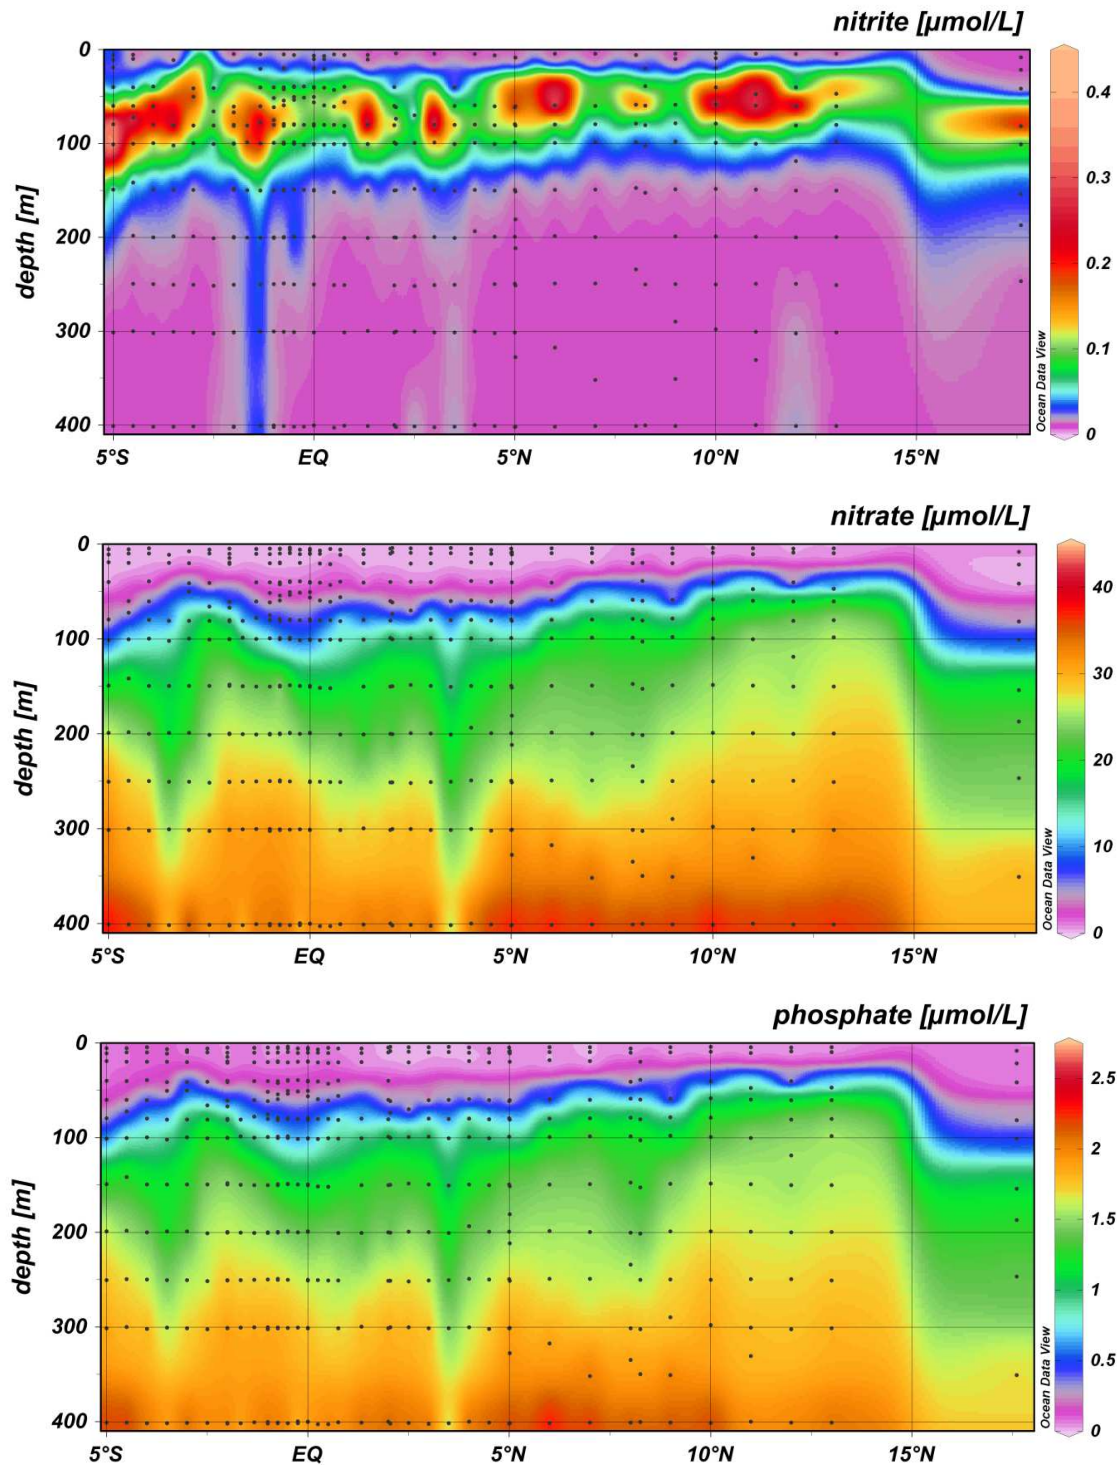 nitrite [µmol/L]
0
100
200
300
400
depth [m]
5°S
EQ
5°N
10°N
15°N
0.4
0.3
0.2
0.1
0
Ocean Data View
nitrate [µmol/L]
0
100
200
300
400
depth [m]
5°S
EQ
5°N
10°N
15°N
40
30
20
10
0
Ocean Data View
phosphate [µmol/L]
0
100
200
300
400
depth [m]
5°S
EQ
5°N
10°N
15°N
2.5
2
1.5
1
0.5
0
Ocean Data View